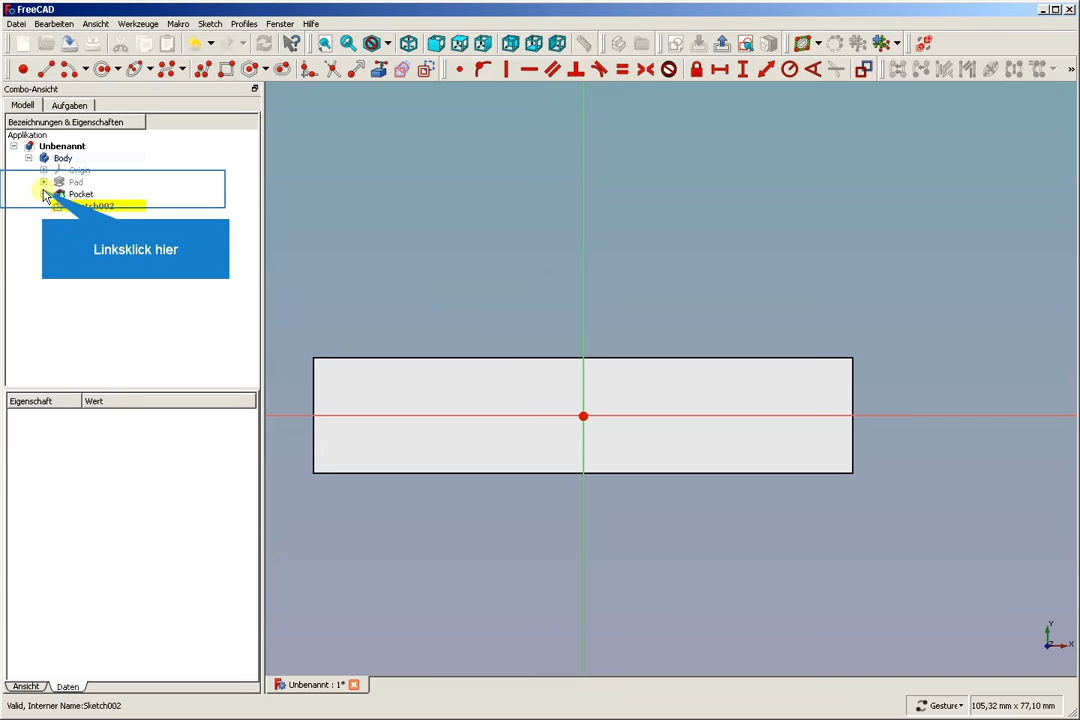 FreeCAD
Datei Bearbeiten Ansicht Werkzeuge Makro Sketch Profiles Fenster Hilfe
Combo-Ansicht
Modell Aufgaben
Bezeichnungen & Eigenschaften
Applikation
Unbenannt
Body
Origin
Pad
Pocket
Linksklick hier
Eigenschaft Wert
Y
Z X
Ansicht Daten
Unbenannt : 1*
Valid, Interner Name:Sketch002
Gesture
105,32 mm x 77,10 mm